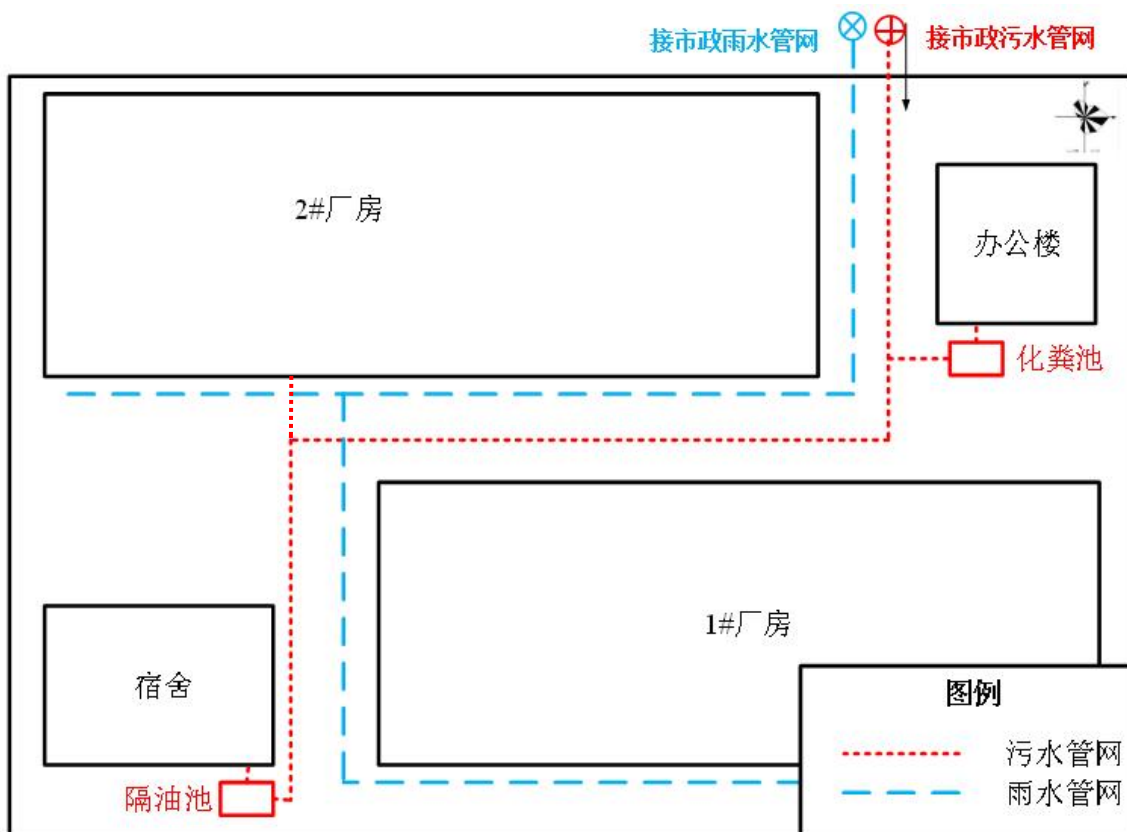 接市政雨水管网
接市政污水管网
2#厂房
办公楼
化粪池
1#厂房
宿舍
隔油池
图例
污水管网
雨水管网